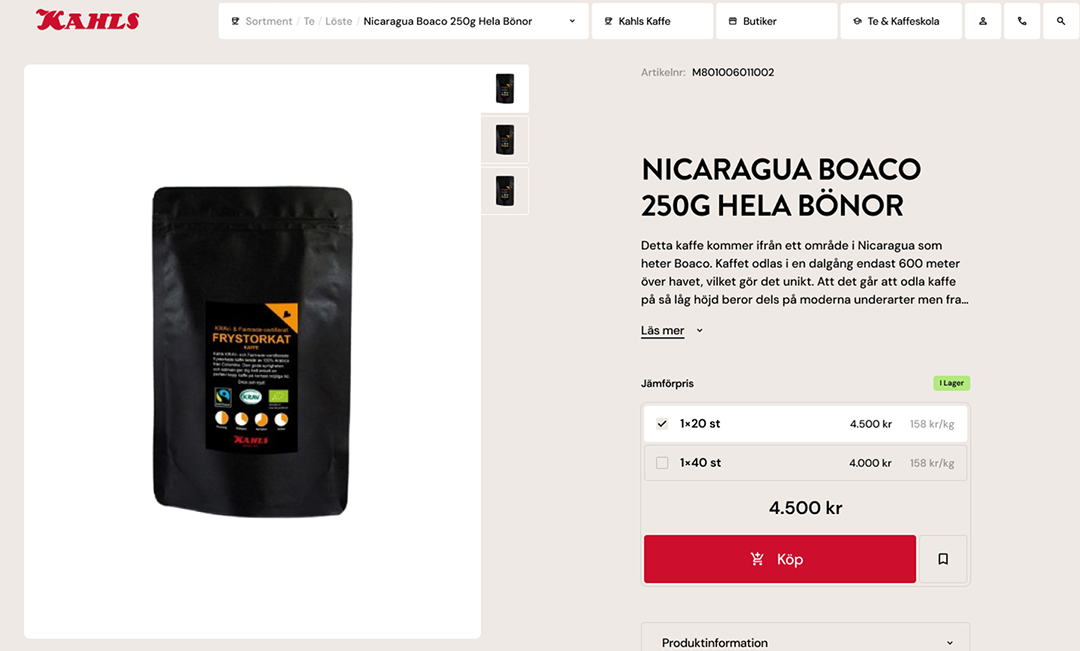 KAHLS
Sortment / Te / Löste / Nicaragua Boaco 250g Hela Bönor
Kahls Kaffe
Butiker
Te & Kaffeskola
Artikelnr: M801006011002
NICARAGUA BOACO
250G HELA BÖNOR
Detta kaffe kommer ifrån ett område i Nicaragua som
heter Boaco. Kaffet odlas i en dalgång endast 600 meter
över havet, vilket gör det unikt. Att det går att odla kaffe
på så låg höjd beror dels på moderna underarter men fra...
Läs mer
Jämförpris
I Lager
1×20 st 4.500 kr 158 kr/kg
1×40 st 4.000 kr 158 kr/kg
4.500 kr
Köp
Produktinformation
KRAV- & Fairtrade-certifierat
FRYSTORKAT
KAFFE
KRAV
KAHLS